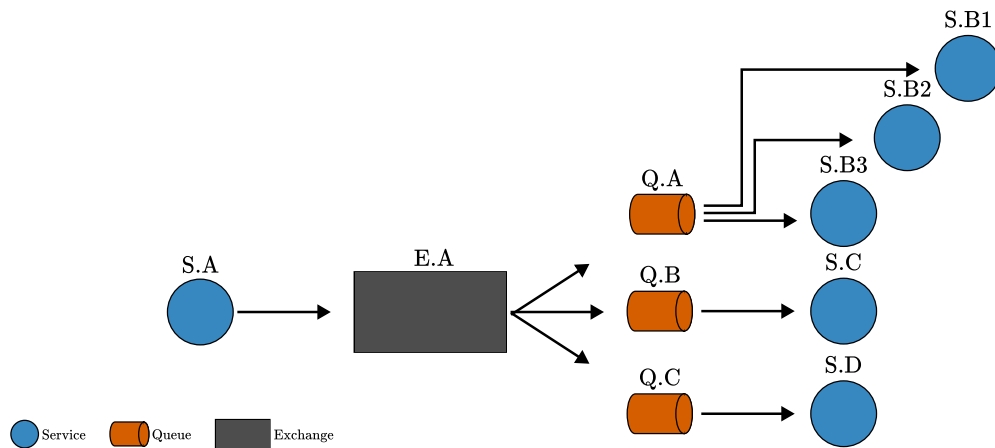 S.B1
S.B2
S.B3
Q.A
S.A
E.A
Q.B
S.C
Q.C
S.D
Service
Queue
Exchange